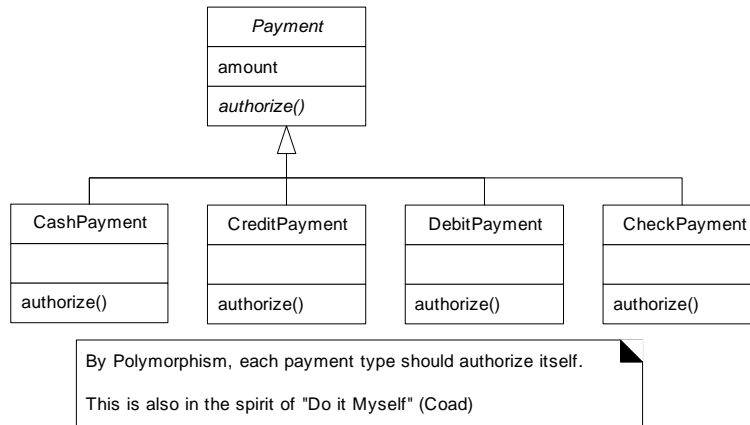 Payment
amount
authorize()
CashPayment
CreditPayment
DebitPayment
CheckPayment
authorize()
authorize()
authorize()
authorize()
By Polymorphism, each payment type should authorize itself.
This is also in the spirit of "Do it Myself" (Coad)